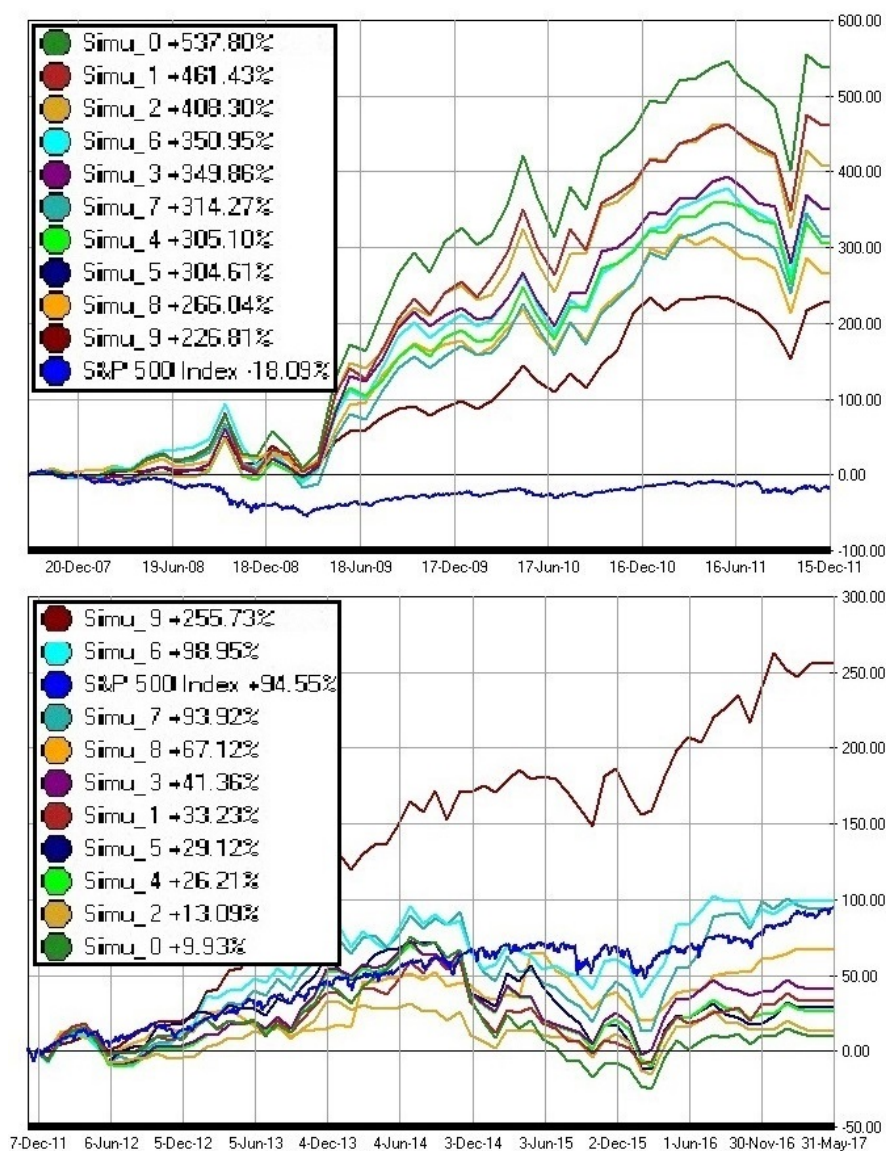 Simu_0 +537.80%
Simu_1 +461.43%
Simu_2 +408.30%
Simu_6 +350.95%
Simu_3 +349.86%
Simu_7 +314.27%
Simu_4 +305.10%
Simu_5 +304.61%
Simu_8 +266.04%
Simu_9 +226.81%
S&P 500 Index -18.09%
600.00
500.00
400.00
300.00
200.00
100.00
0.00
-100.00
20-Dec-07 19-Jun-08 18-Dec-08 18-Jun-09 17-Dec-09 17-Jun-10 16-Dec-10 16-Jun-11 15-Dec-11
Simu_9 +255.73%
Simu_6 +98.95%
S&P 500 Index +94.55%
Simu_7 +93.92%
Simu_8 +67.12%
Simu_3 +41.36%
Simu_1 +33.23%
Simu_5 +29.12%
Simu_4 +26.21%
Simu_2 +13.09%
Simu_0 +9.93%
300.00
250.00
200.00
150.00
100.00
50.00
0.00
-50.00
7-Dec-11 6-Jun-12 5-Dec-12 5-Jun-13 4-Dec-13 4-Jun-14 3-Dec-14 3-Jun-15 2-Dec-15 1-Jun-16 30-Nov-16 31-May-17